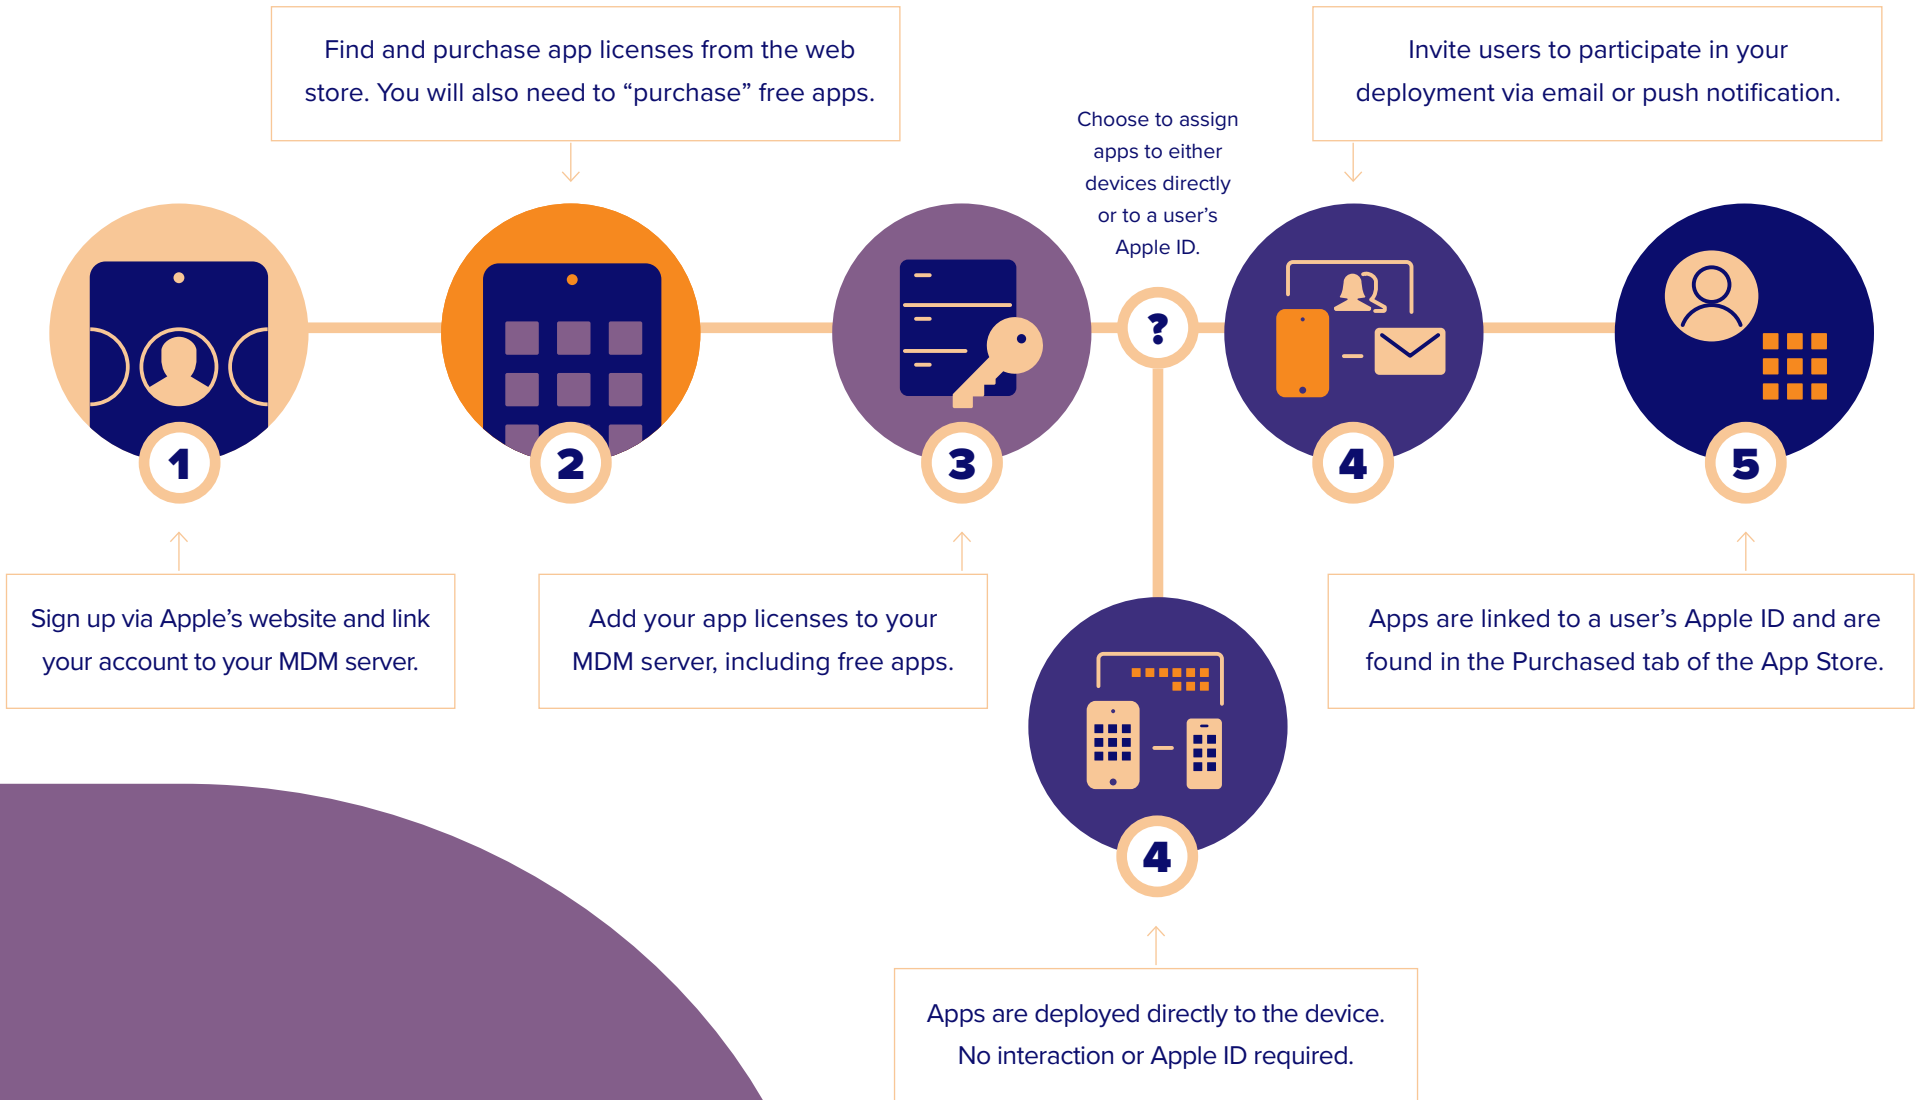 Find and purchase app licenses from the web
store. You will also need to “purchase” free apps.
Choose to assign
apps to either
devices directly
or to a user’s
Apple ID.
Invite users to participate in your
deployment via email or push notification.
1
2
3
?
4
5
Sign up via Apple’s website and link
your account to your MDM server.
Add your app licenses to your
MDM server, including free apps.
Apps are linked to a user’s Apple ID and are
found in the Purchased tab of the App Store.
4
Apps are deployed directly to the device.
No interaction or Apple ID required.